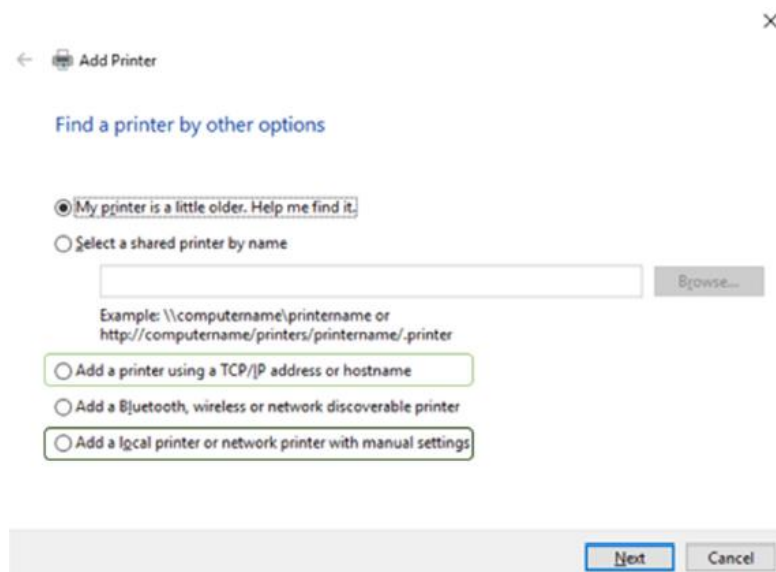 Add Printer
Find a printer by other options
My printer is a little older. Help me find it.
Select a shared printer by name
Browse...
Example: \\computername\printername or
http://computername/printers/printername/.printer
Add a printer using a TCP/IP address or hostname
Add a Bluetooth, wireless or network discoverable printer
Add a local printer or network printer with manual settings
Next
Cancel